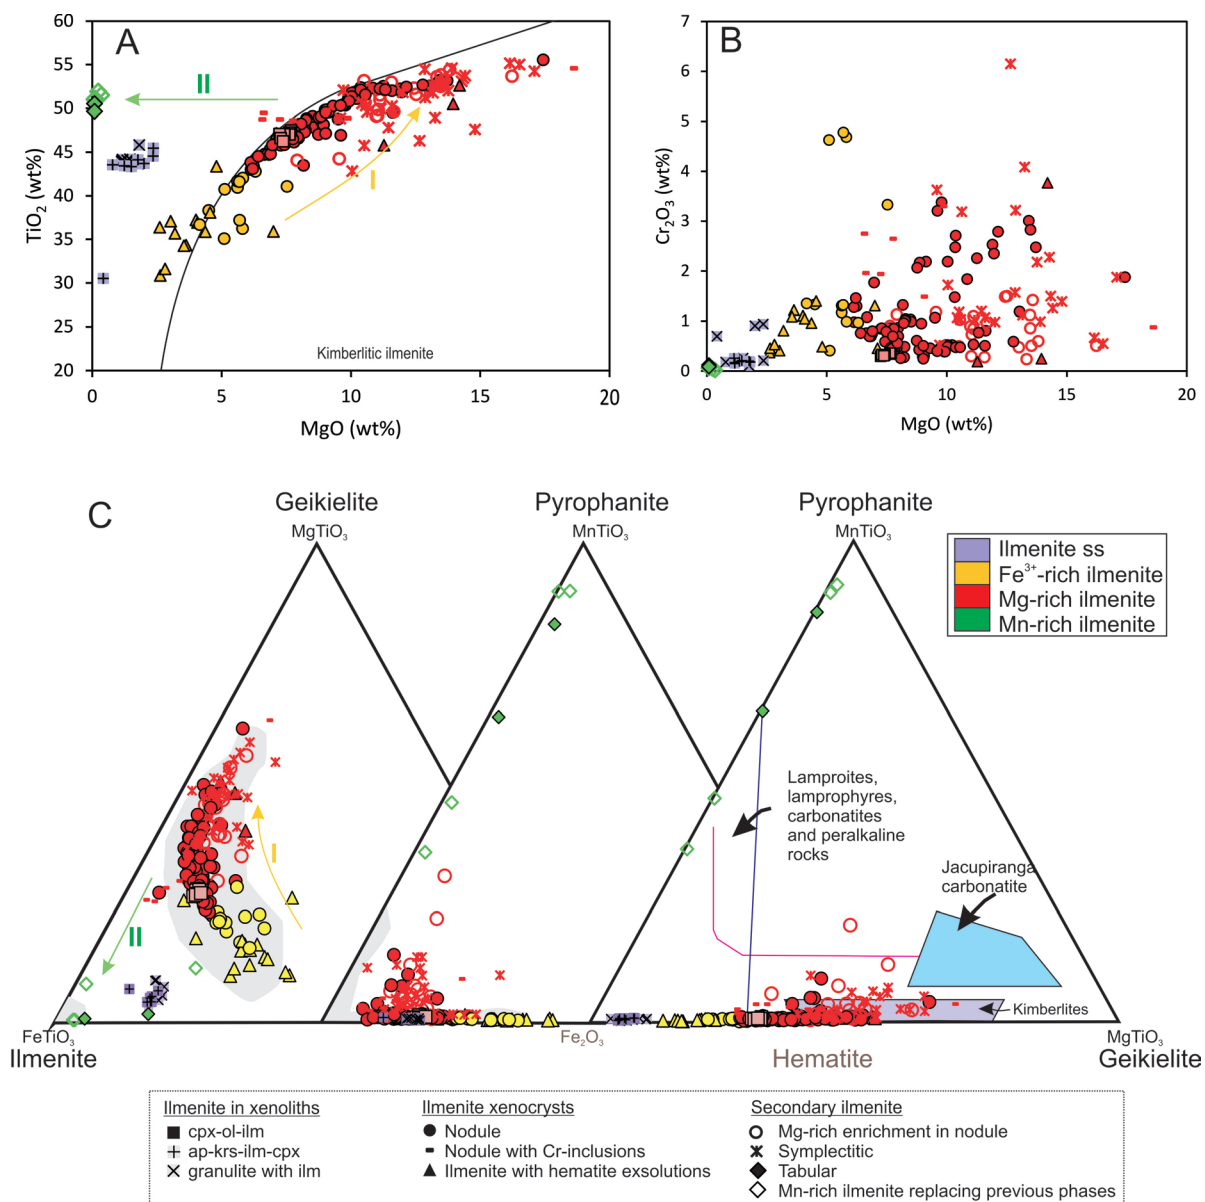 A
60
55
50
45
40
35
30
25
20
TiO₂ (wt%)
II
I
Kimberlitic ilmenite
0
5
10
15
20
MgO (wt%)
B
7
6
5
4
3
2
1
0
Cr₂O₃ (wt%)
0
5
10
15
20
MgO (wt%)
C
Geikielite
MgTiO₃
Pyrophanite
MnTiO₃
Pyrophanite
MnTiO₃
Ilmenite ss
Fe³⁺-rich ilmenite
Mg-rich ilmenite
Mn-rich ilmenite
Lamproites,
lamprophyres,
carbonatites
and peralkaline
rocks
Jacupiranga
carbonatite
I
II
Kimberlites
FeTiO₃
Ilmenite
Fe₂O₃
Hematite
MgTiO₃
Geikielite
Ilmenite in xenoliths
cpx-ol-ilm
ap-krs-ilm-cpx
granulite with ilm
Ilmenite xenocrysts
Nodule
Nodule with Cr-inclusions
Ilmenite with hematite exsolutions
Secondary ilmenite
Mg-rich enrichment in nodule
Symplectitic
Tabular
Mn-rich ilmenite replacing previous phases